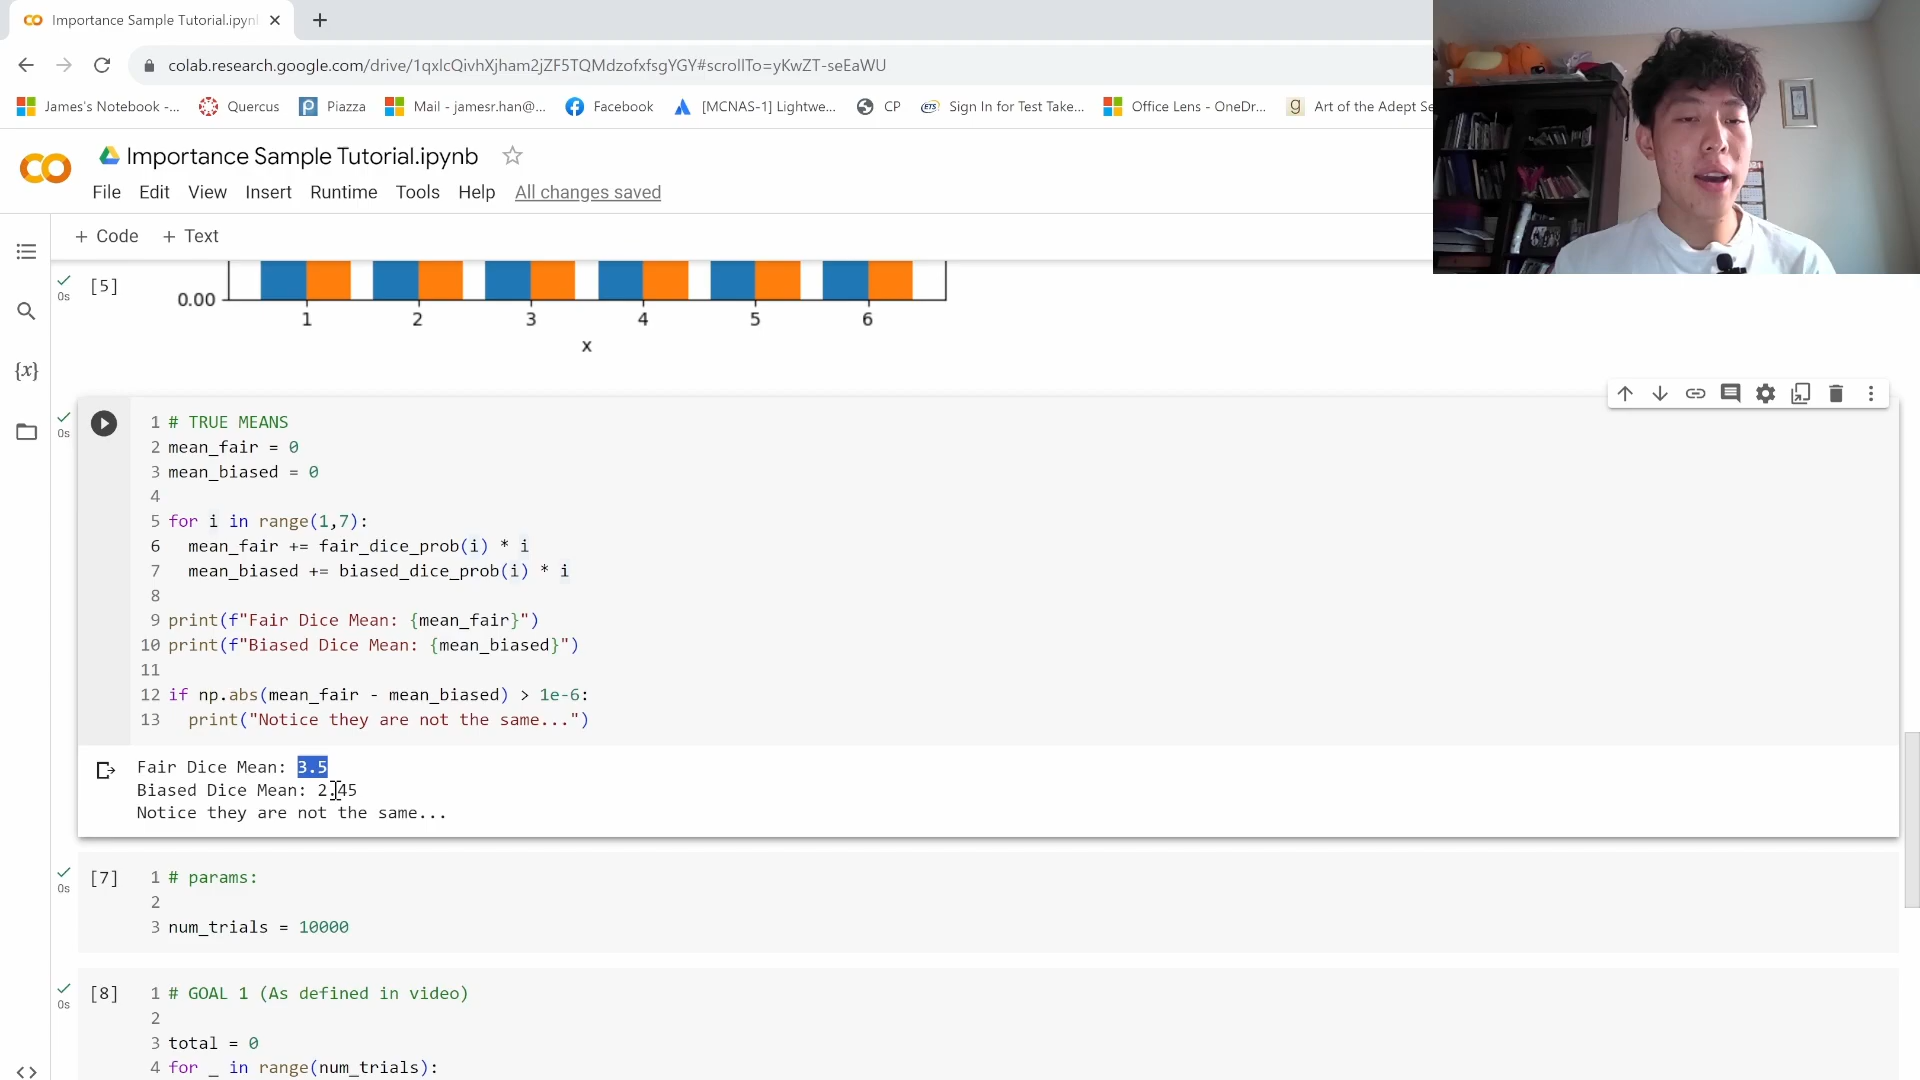 Importance Sample Tutorial.ipyn
colab.research.google.com/drive/1qxlcQivhXjham2jZF5TQMdzofxfsgYGY#scrollTo=yKwZT-seEaWU
James's Notebook -... Quercus Piazza Mail - jamesr.han@... Facebook [MCNAS-1] Lightwe... CP Sign In for Test Take... Office Lens - OneDr... Art of the Adept Se
Importance Sample Tutorial.ipynb
File Edit View Insert Runtime Tools Help All changes saved
+ Code + Text
0s [5]
0.00
1 2 3 4 5 6
x
0s
1 # TRUE MEANS
2 mean_fair = 0
3 mean_biased = 0
4
5 for i in range(1,7):
6   mean_fair += fair_dice_prob(i) * i
7   mean_biased += biased_dice_prob(i) * i
8
9 print(f"Fair Dice Mean: {mean_fair}")
10 print(f"Biased Dice Mean: {mean_biased}")
11
12 if np.abs(mean_fair - mean_biased) > 1e-6:
13   print("Notice they are not the same...")
Fair Dice Mean: 3.5
Biased Dice Mean: 2.45
Notice they are not the same...
0s [7]
1 # params:
2
3 num_trials = 10000
0s [8]
1 # GOAL 1 (As defined in video)
2
3 total = 0
4 for _ in range(num_trials):